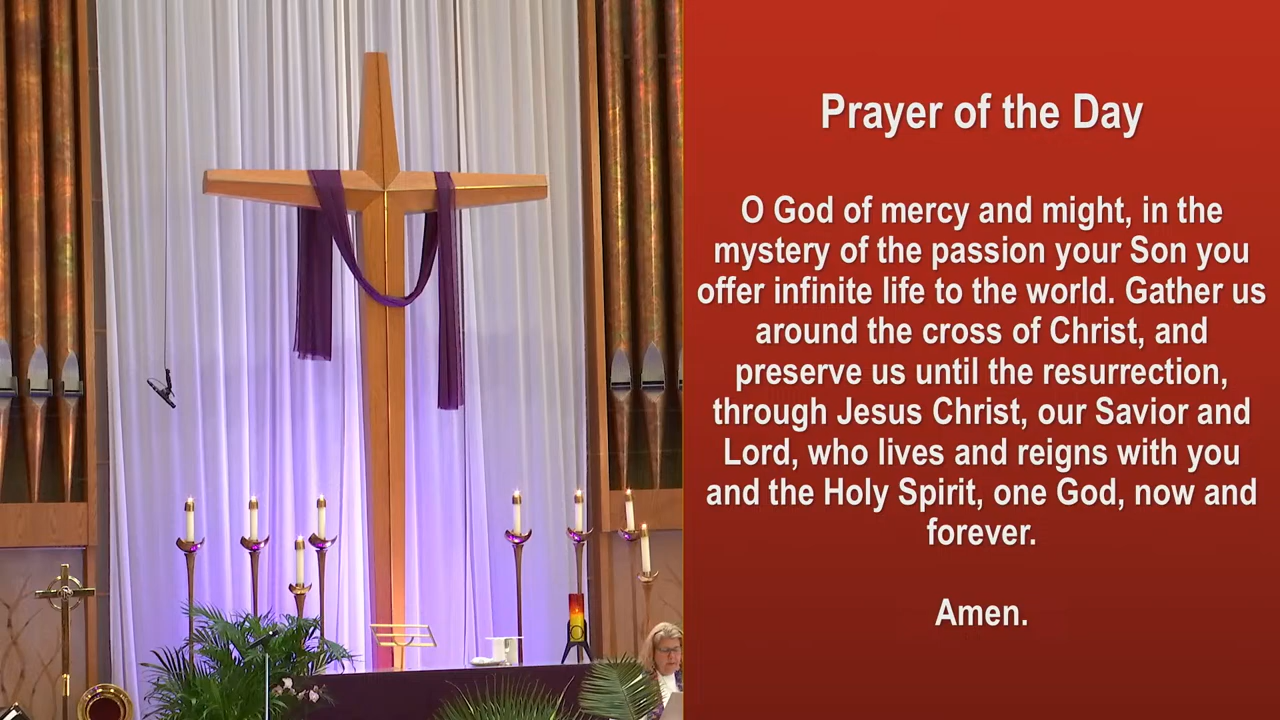 Prayer of the Day
O God of mercy and might, in the
mystery of the passion your Son you
offer infinite life to the world. Gather us
around the cross of Christ, and
preserve us until the resurrection,
through Jesus Christ, our Savior and
Lord, who lives and reigns with you
and the Holy Spirit, one God, now and
forever.
Amen.